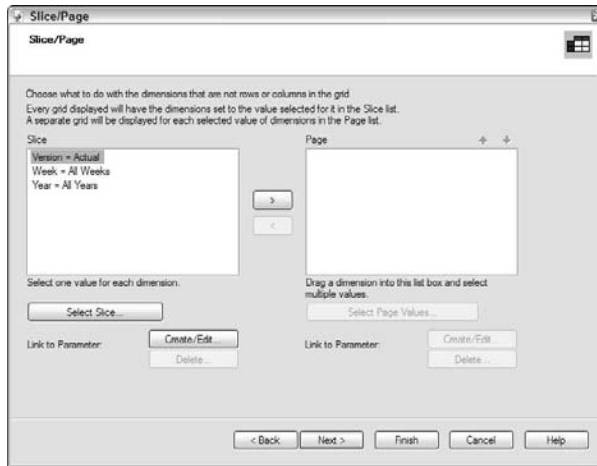 Slice/Page
Slice/Page
Choose what to do with the dimensions that are not rows or columns in the grid
Every grid displayed will have the dimensions set to the value selected for it in the Slice list.
A separate grid will be displayed for each selected value of dimensions in the Page list.
Slice
Page
Version = Actual
Week = All Weeks
Year = All Years
>
<
Select one value for each dimension.
Drag a dimension into this list box and select
multiple values.
Select Slice...
Select Page Values...
Link to Parameter:
Create/Edit...
Delete...
Link to Parameter:
Create/Edit...
Delete...
< Back
Next >
Finish
Cancel
Help